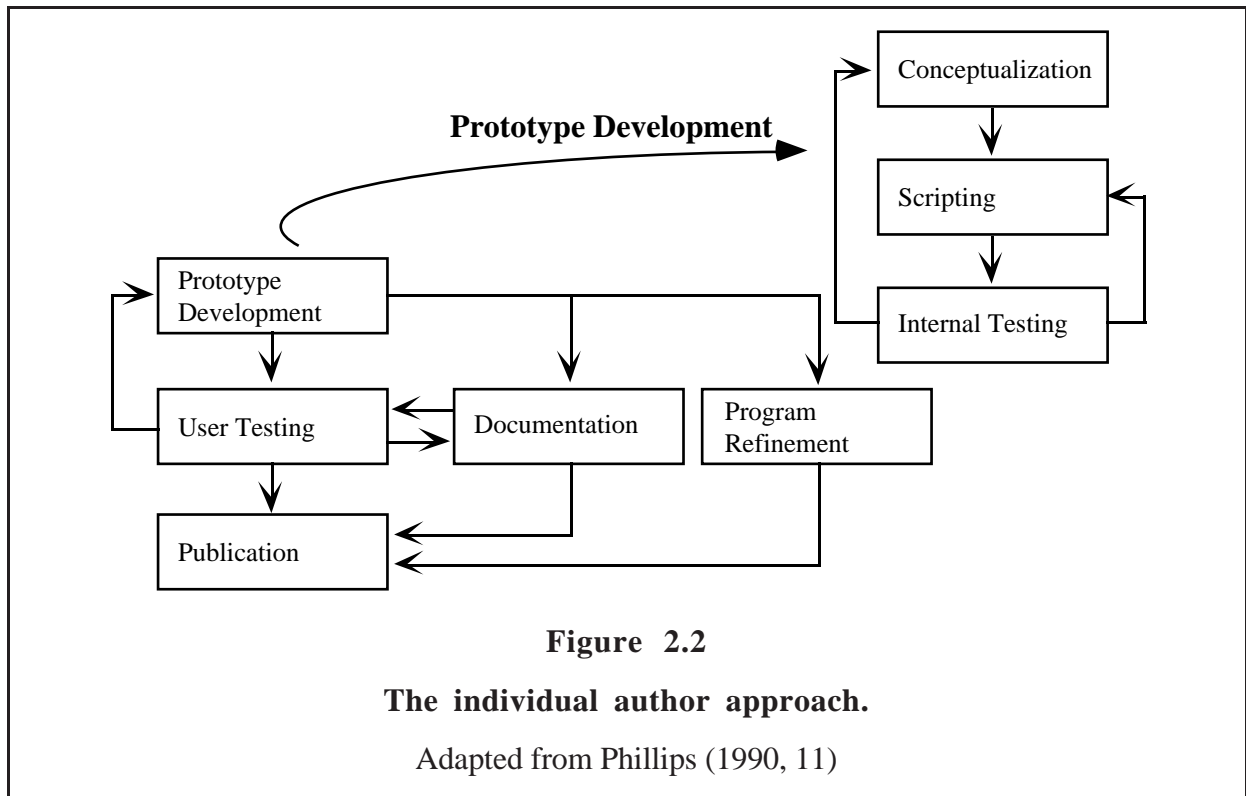 Conceptualization
Prototype Development
Scripting
Prototype
Development
Internal Testing
User Testing
Documentation
Program
Refinement
Publication
Figure 2.2
The individual author approach.
Adapted from Phillips (1990, 11)